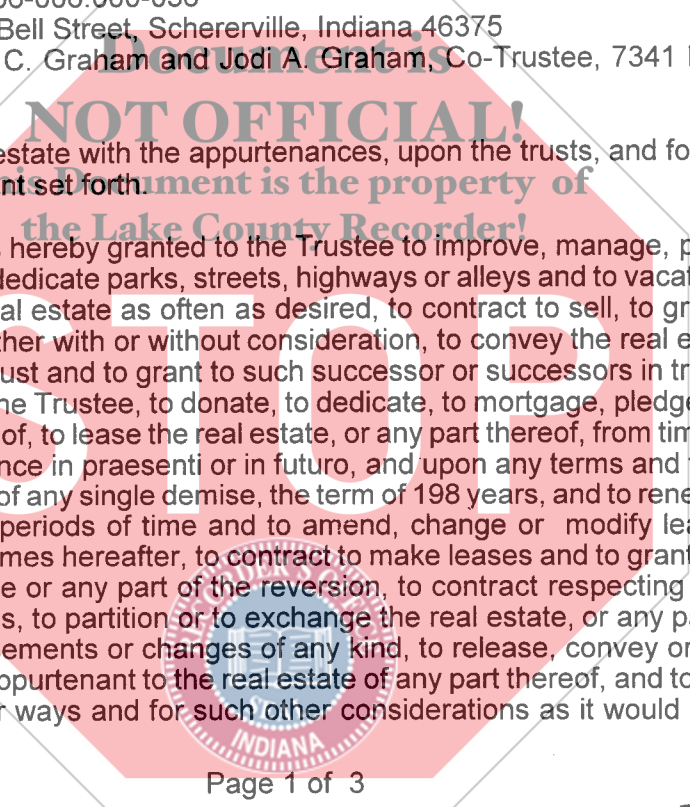 Bell Street, Schererville, Indiana 46375
Document is
C. Graham and Jodi A. Graham, Co-Trustee, 7341
NOT OFFICIAL!
estate with the appurtenances, upon the trusts, and fo
This Document is the property of
nt set forth.
the Lake County Recorder!
hereby granted to the Trustee to improve, manage, p
dedicate parks, streets, highways or alleys and to vacat
al estate as often as desired, to contract to sell, to gr
ther with or without consideration, to convey the real e
ust and to grant to such successor or successors in tr
he Trustee, to donate, to dedicate, to mortgage, pledge
of, to lease the real estate, or any part thereof, from tim
STOP
nce in praesenti or in futuro, and upon any terms and
of any single demise, the term of 198 years, and to rene
periods of time and to amend, change or modify lea
mes hereafter, to contract to make leases and to grant
e or any part of the reversion, to contract respecting
s, to partition or to exchange the real estate, or any pa
sements or changes of any kind, to release, convey or
ppurtenant to the real estate of any part thereof, and to
r ways and for such other considerations as it would
RECORDER'S OFFICE
SEAL
INDIANA
Page 1 of 3